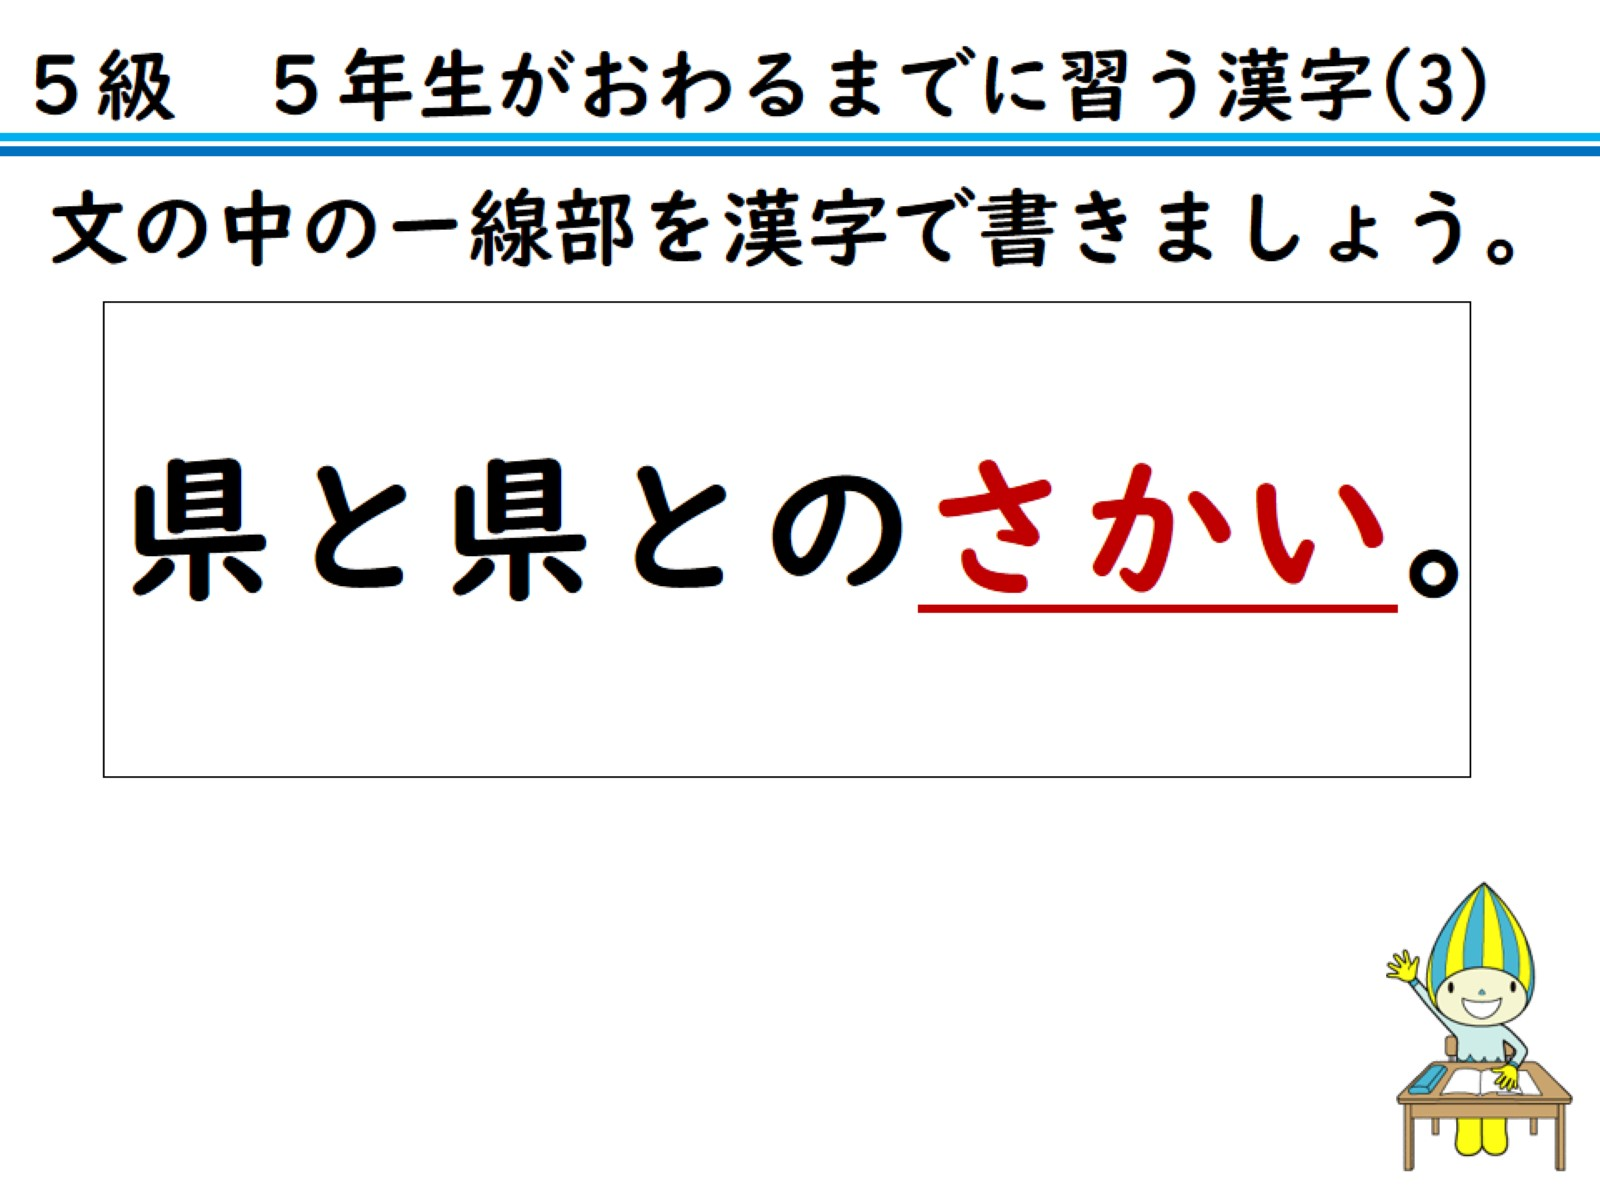 ５級　５年生がおわるまでに習う漢字(3)
文の中の一線部を漢字で書きましょう。
県と県とのさかい。